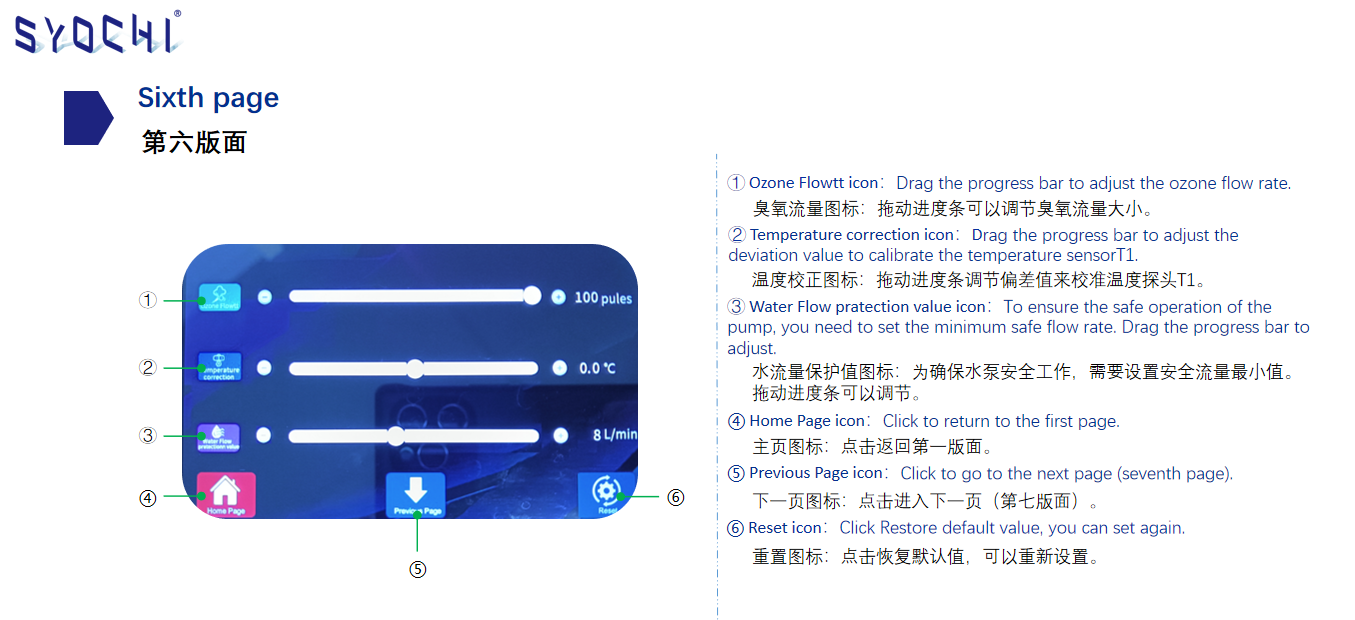 SYOCHI®
Sixth page
第六版面
① Ozone Flowtt icon：Drag the progress bar to adjust the ozone flow rate.
臭氧流量图标：拖动进度条可以调节臭氧流量大小。
② Temperature correction icon：Drag the progress bar to adjust the
deviation value to calibrate the temperature sensorT1.
温度校正图标：拖动进度条调节偏差值来校准温度探头T1。
③ Water Flow pratection value icon：To ensure the safe operation of the
pump, you need to set the minimum safe flow rate. Drag the progress bar to
adjust.
水流量保护值图标：为确保水泵安全工作，需要设置安全流量最小值。
拖动进度条可以调节。
④ Home Page icon：Click to return to the first page.
主页图标：点击返回第一版面。
⑤ Previous Page icon：Click to go to the next page (seventh page).
下一页图标：点击进入下一页（第七版面）。
⑥ Reset icon：Click Restore default value, you can set again.
重置图标：点击恢复默认值，可以重新设置。
①
100 pules
②
correction
0.0 ℃
③
Water Flow
8 L/min
④
Home Page
Previous Page
Reset
⑥
⑤